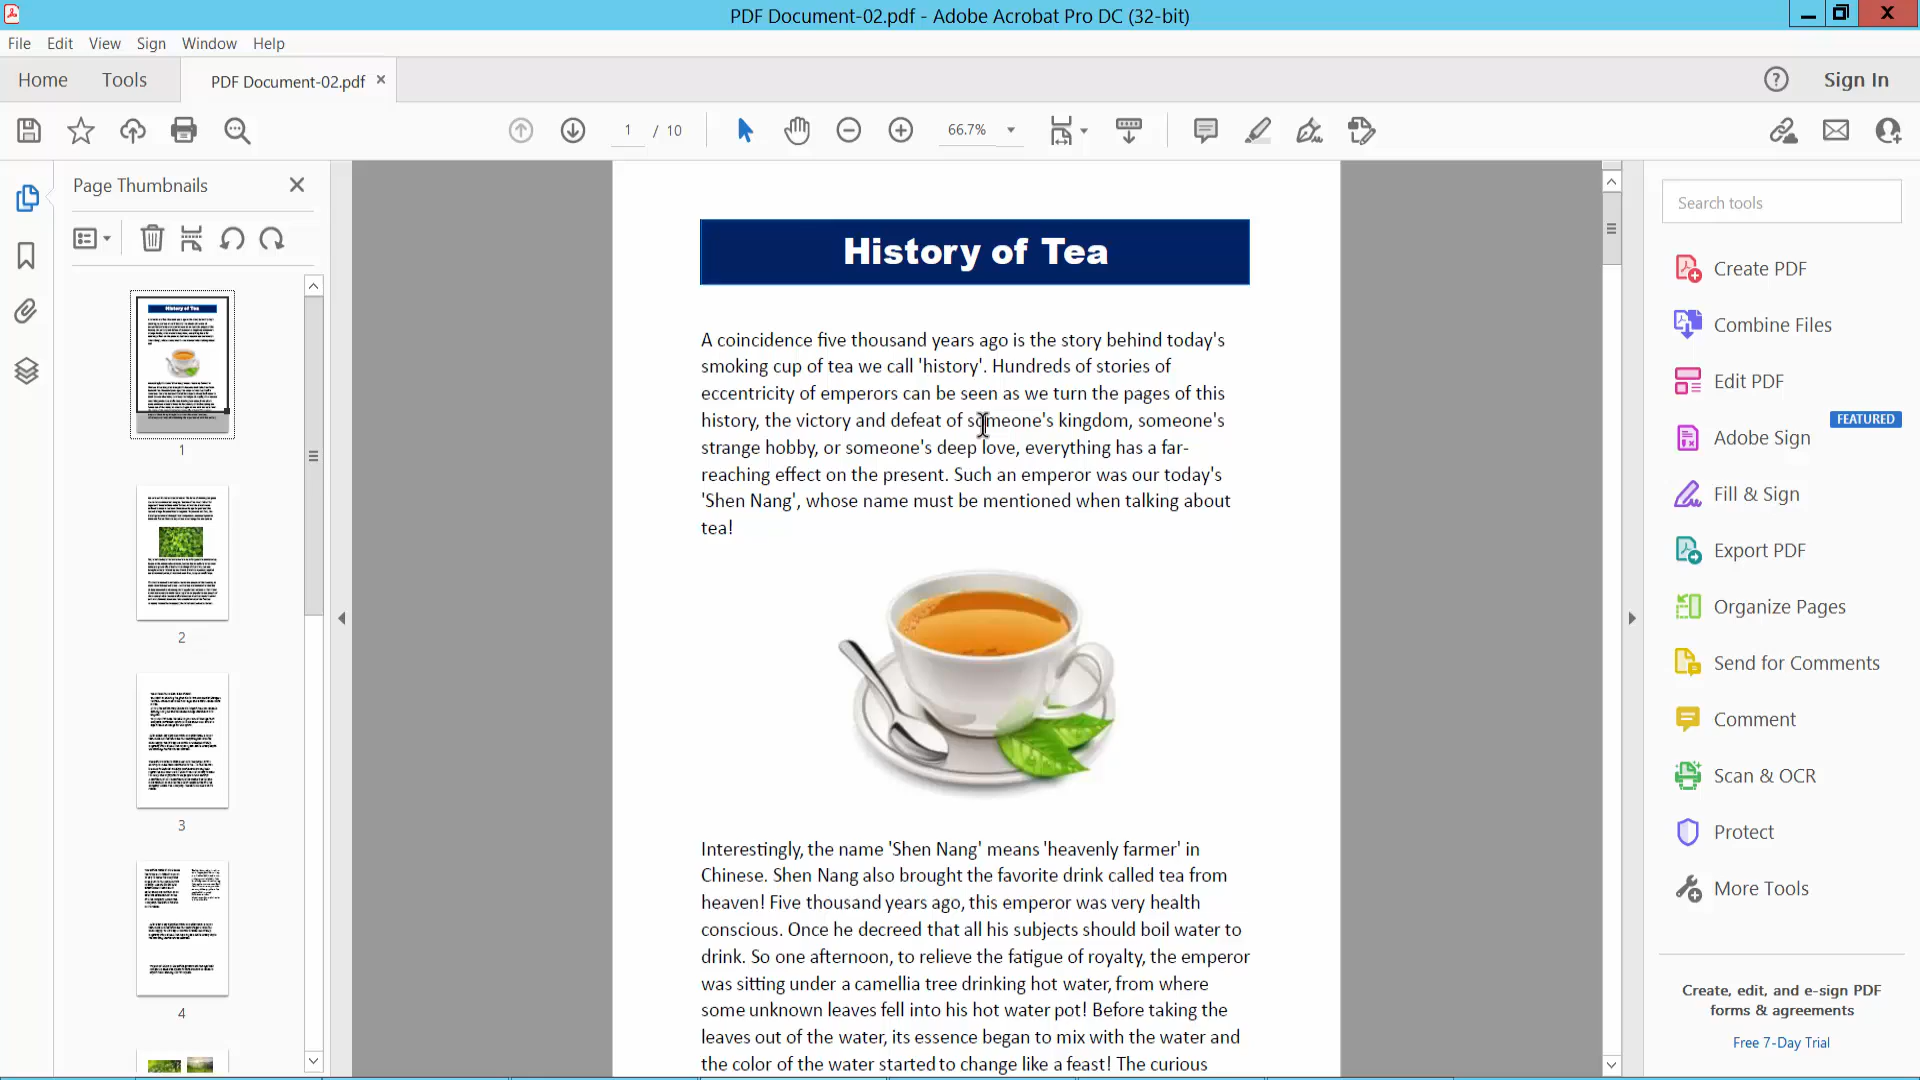 PDF Document-02.pdf - Adobe Acrobat Pro DC (32-bit)
File Edit View Sign Window Help
Home Tools PDF Document-02.pdf × Sign In
1 / 10 66.7%
Page Thumbnails
1
2
3
4
History of Tea
A coincidence five thousand years ago is the story behind today's
smoking cup of tea we call 'history'. Hundreds of stories of
eccentricity of emperors can be seen as we turn the pages of this
history, the victory and defeat of someone's kingdom, someone's
strange hobby, or someone's deep love, everything has a far-
reaching effect on the present. Such an emperor was our today's
'Shen Nang', whose name must be mentioned when talking about
tea!
Interestingly, the name 'Shen Nang' means 'heavenly farmer' in
Chinese. Shen Nang also brought the favorite drink called tea from
heaven! Five thousand years ago, this emperor was very health
conscious. Once he decreed that all his subjects should boil water to
drink. So one afternoon, to relieve the fatigue of royalty, the emperor
was sitting under a camellia tree drinking hot water, from where
some unknown leaves fell into his hot water pot! Before taking the
leaves out of the water, its essence began to mix with the water and
the color of the water started to change like a feast! The curious
Search tools
Create PDF
Combine Files
Edit PDF
FEATURED
Adobe Sign
Fill & Sign
Export PDF
Organize Pages
Send for Comments
Comment
Scan & OCR
Protect
More Tools
Create, edit, and e-sign PDF
forms & agreements
Free 7-Day Trial